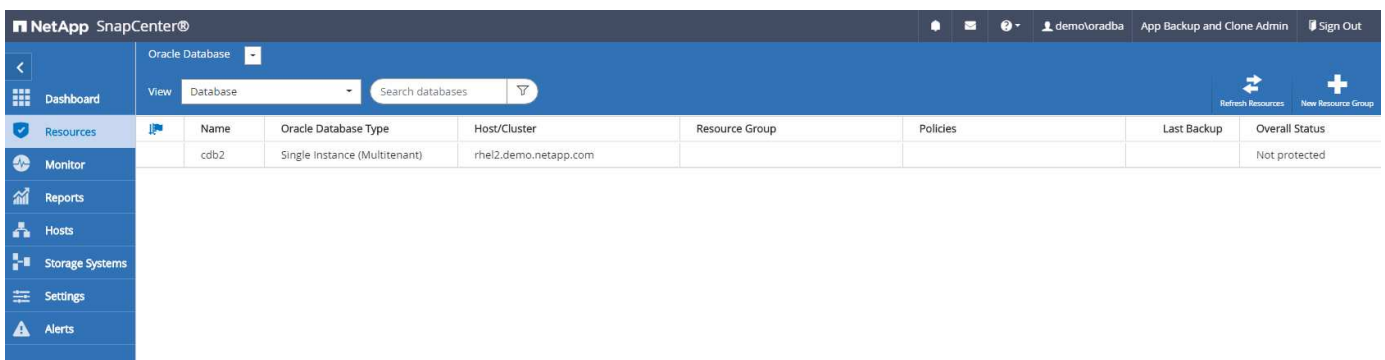 NetApp SnapCenter®
demo\oradba App Backup and Clone Admin Sign Out
Oracle Database
View Database Search databases
Refresh Resources New Resource Group
Dashboard
Resources
Monitor
Reports
Hosts
Storage Systems
Settings
Alerts
Name Oracle Database Type Host/Cluster Resource Group Policies Last Backup Overall Status
cdb2 Single Instance (Multitenant) rhel2.demo.netapp.com Not protected